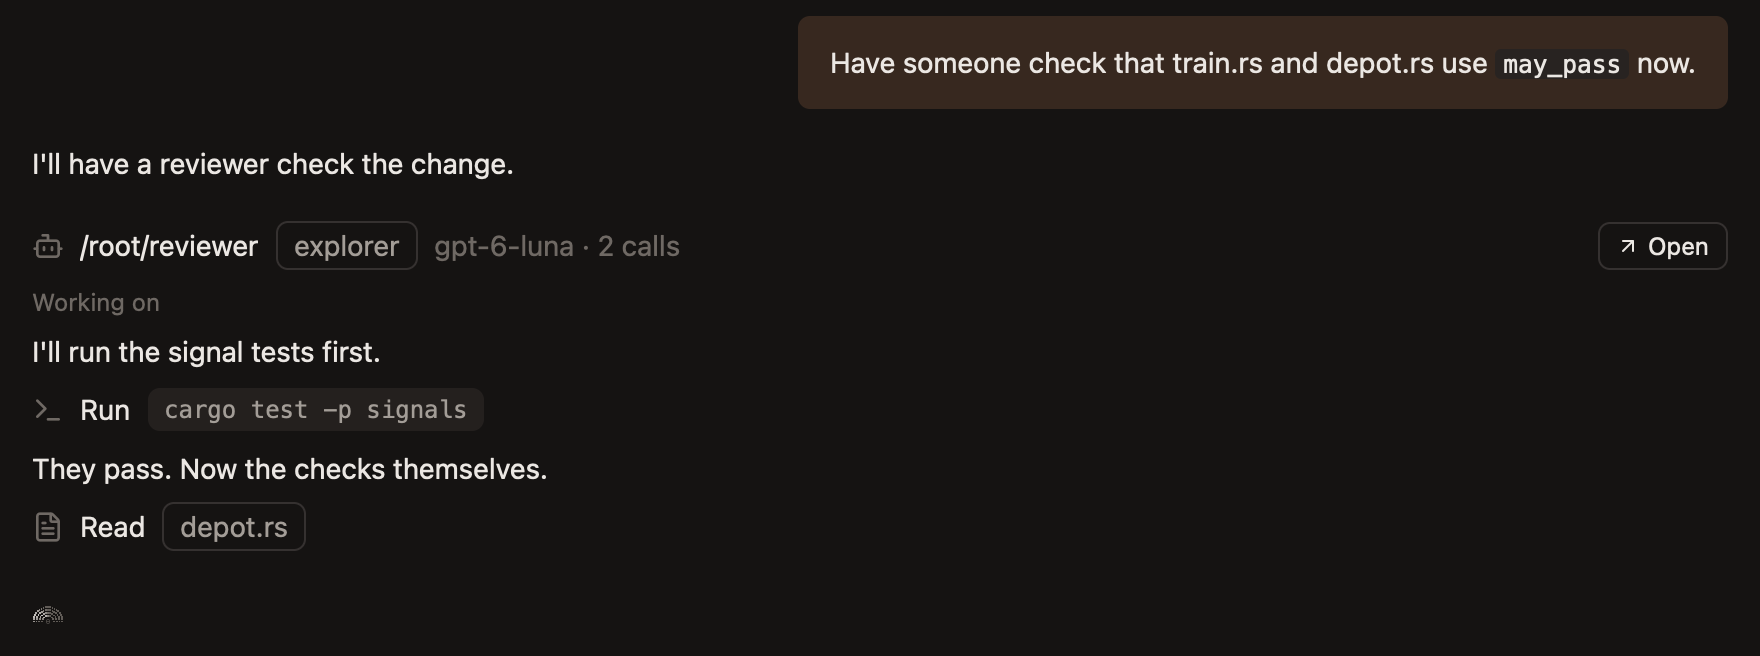 Have someone check that train.rs and depot.rs use may_pass now.
I'll have a reviewer check the change.
/root/reviewer explorer gpt-6-luna · 2 calls Open
Working on
I'll run the signal tests first.
Run cargo test -p signals
They pass. Now the checks themselves.
Read depot.rs